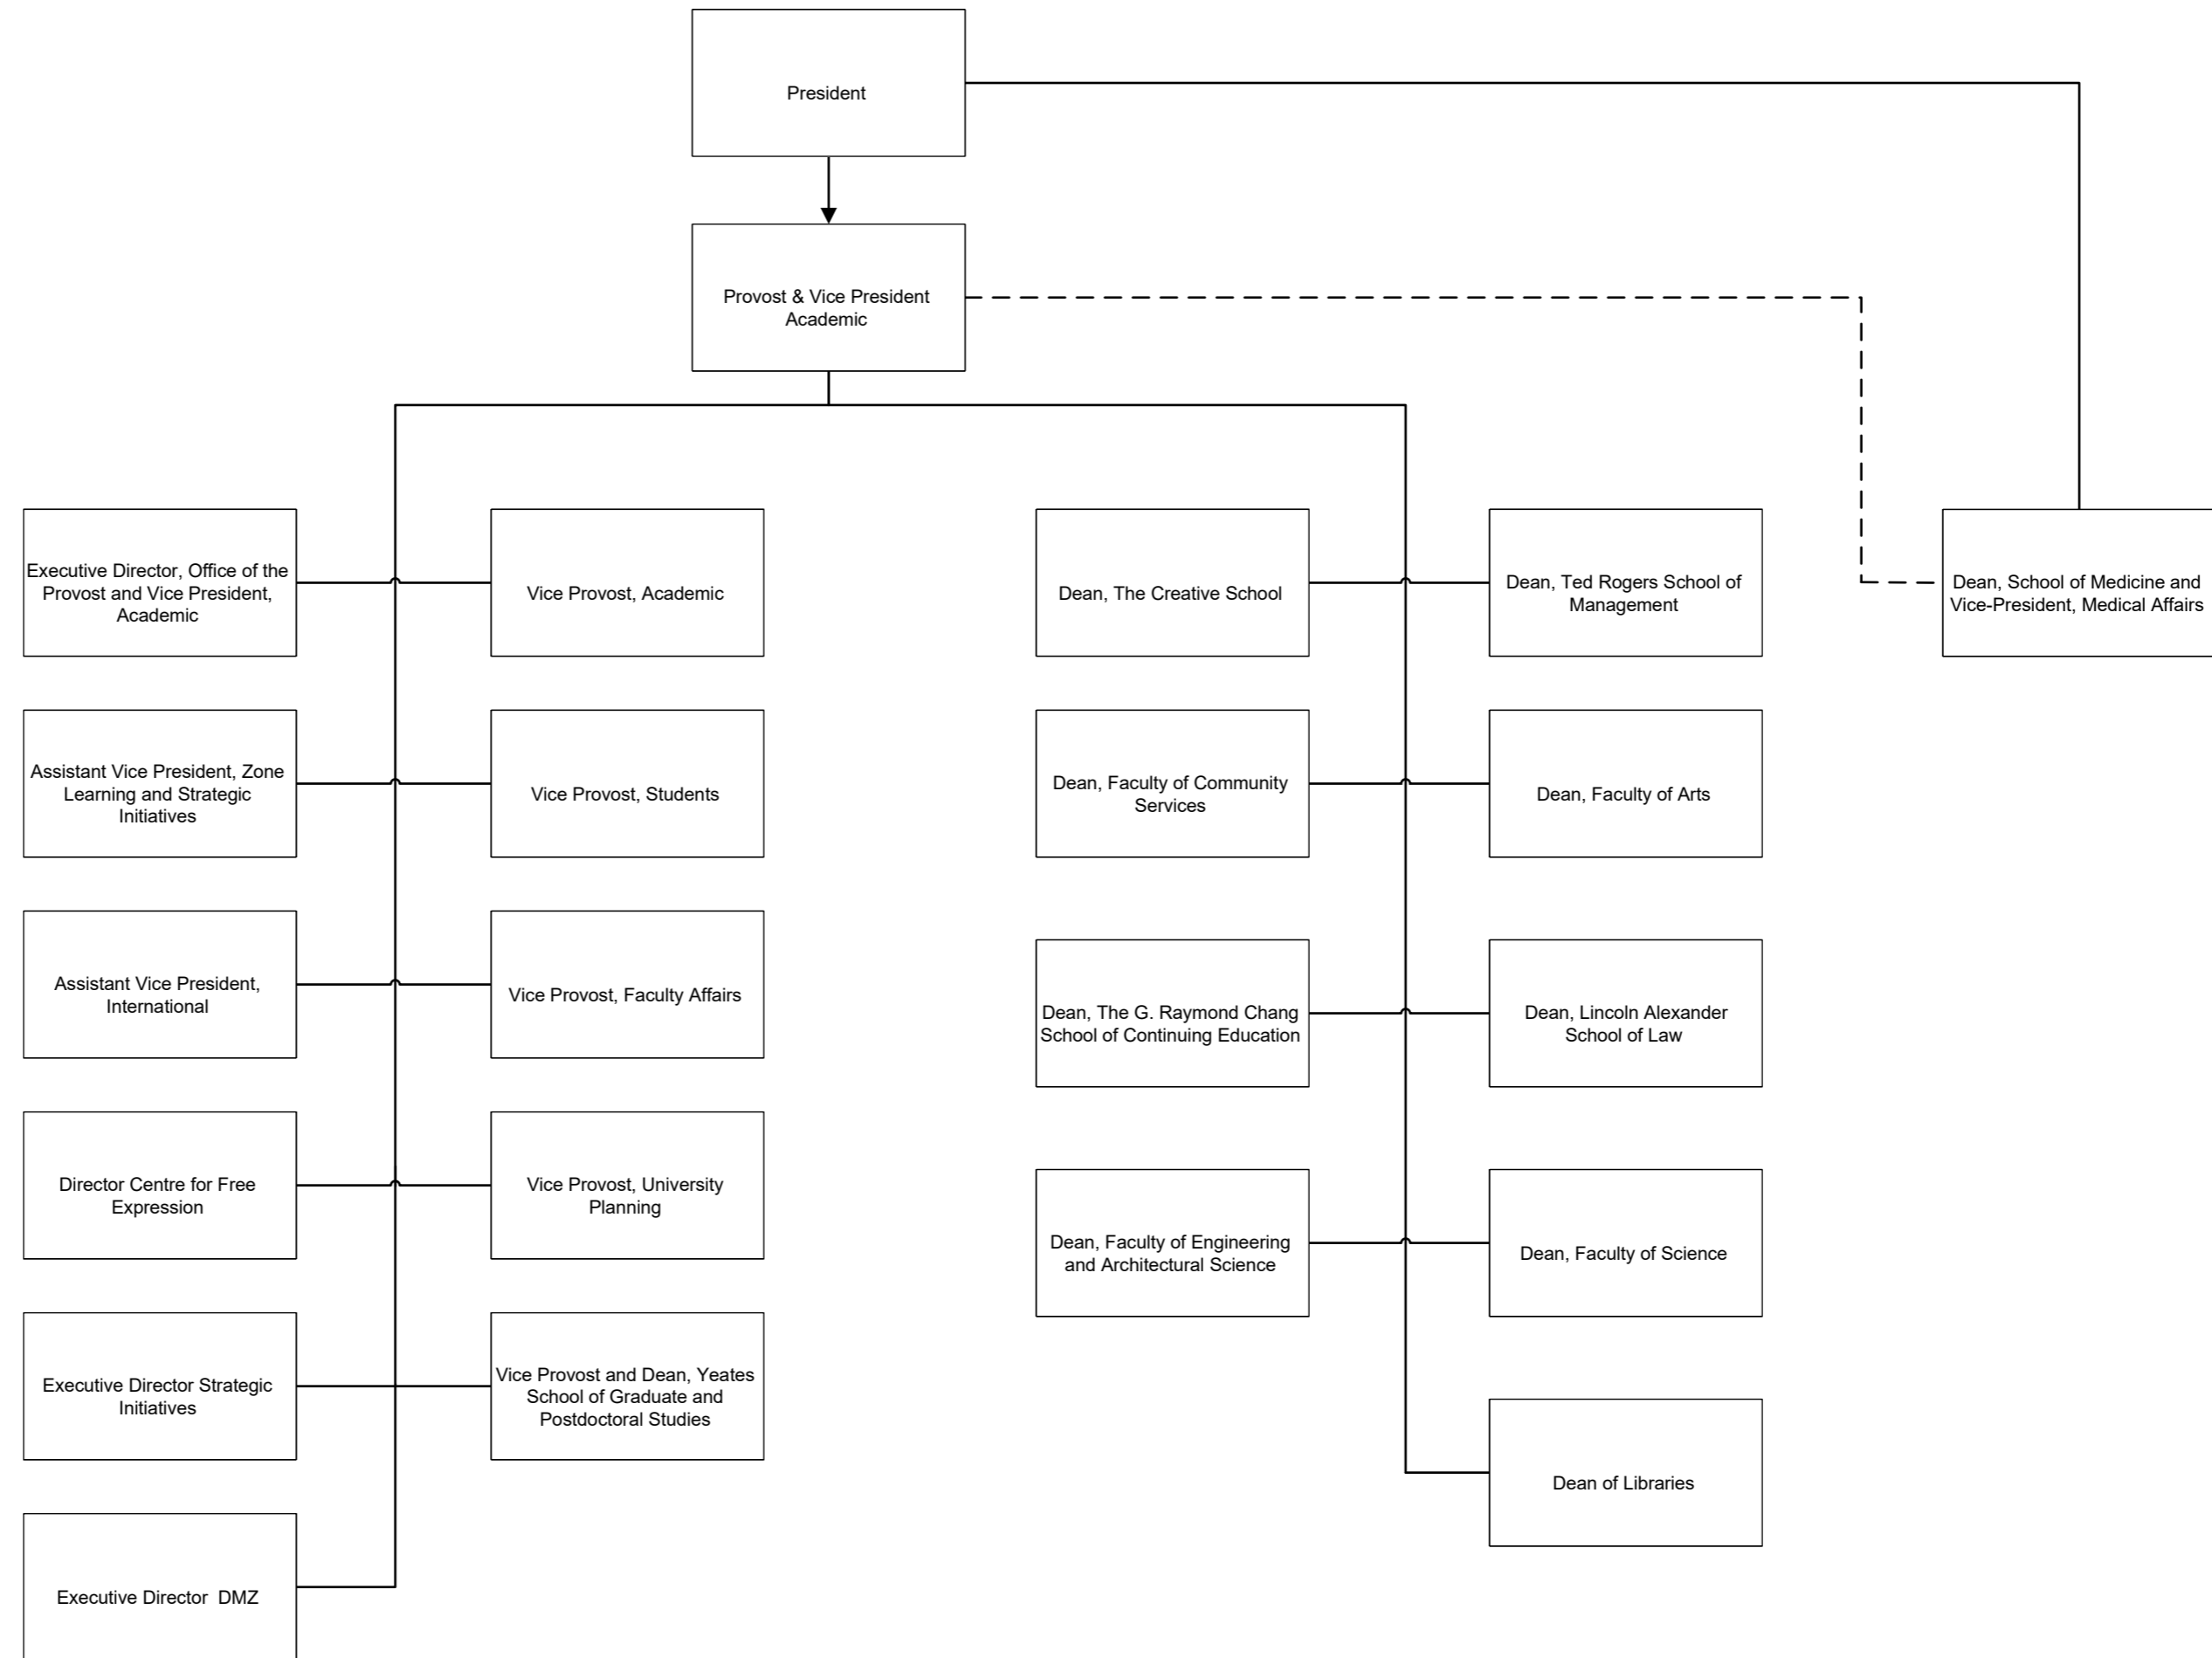 President
Provost & Vice President
Academic
Executive Director, Office of the
Provost and Vice President,
Academic
Vice Provost, Academic
Dean, The Creative School
Dean, Ted Rogers School of
Management
Dean, School of Medicine and
Vice-President, Medical Affairs
Assistant Vice President, Zone
Learning and Strategic
Initiatives
Vice Provost, Students
Dean, Faculty of Community
Services
Dean, Faculty of Arts
Assistant Vice President,
International
Vice Provost, Faculty Affairs
Dean, The G. Raymond Chang
School of Continuing Education
Dean, Lincoln Alexander
School of Law
Director Centre for Free
Expression
Vice Provost, University
Planning
Dean, Faculty of Engineering
and Architectural Science
Dean, Faculty of Science
Executive Director Strategic
Initiatives
Vice Provost and Dean, Yeates
School of Graduate and
Postdoctoral Studies
Dean of Libraries
Executive Director  DMZ